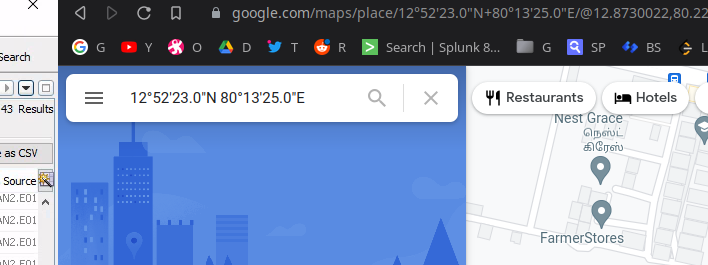 google.com/maps/place/12°52'23.0"N+80°13'25.0"E/@12.8730022,80.22
G Y O D T R Search | Splunk 8... G SP BS L
Search
43 Results
e as CSV
Source
AN2.E01
AN2.E01
AN2.E01
AN2.E01
12°52'23.0"N 80°13'25.0"E
Restaurants
Hotels
Nest Grace
நெஸ்ட்
கிரேஸ்
FarmerStores